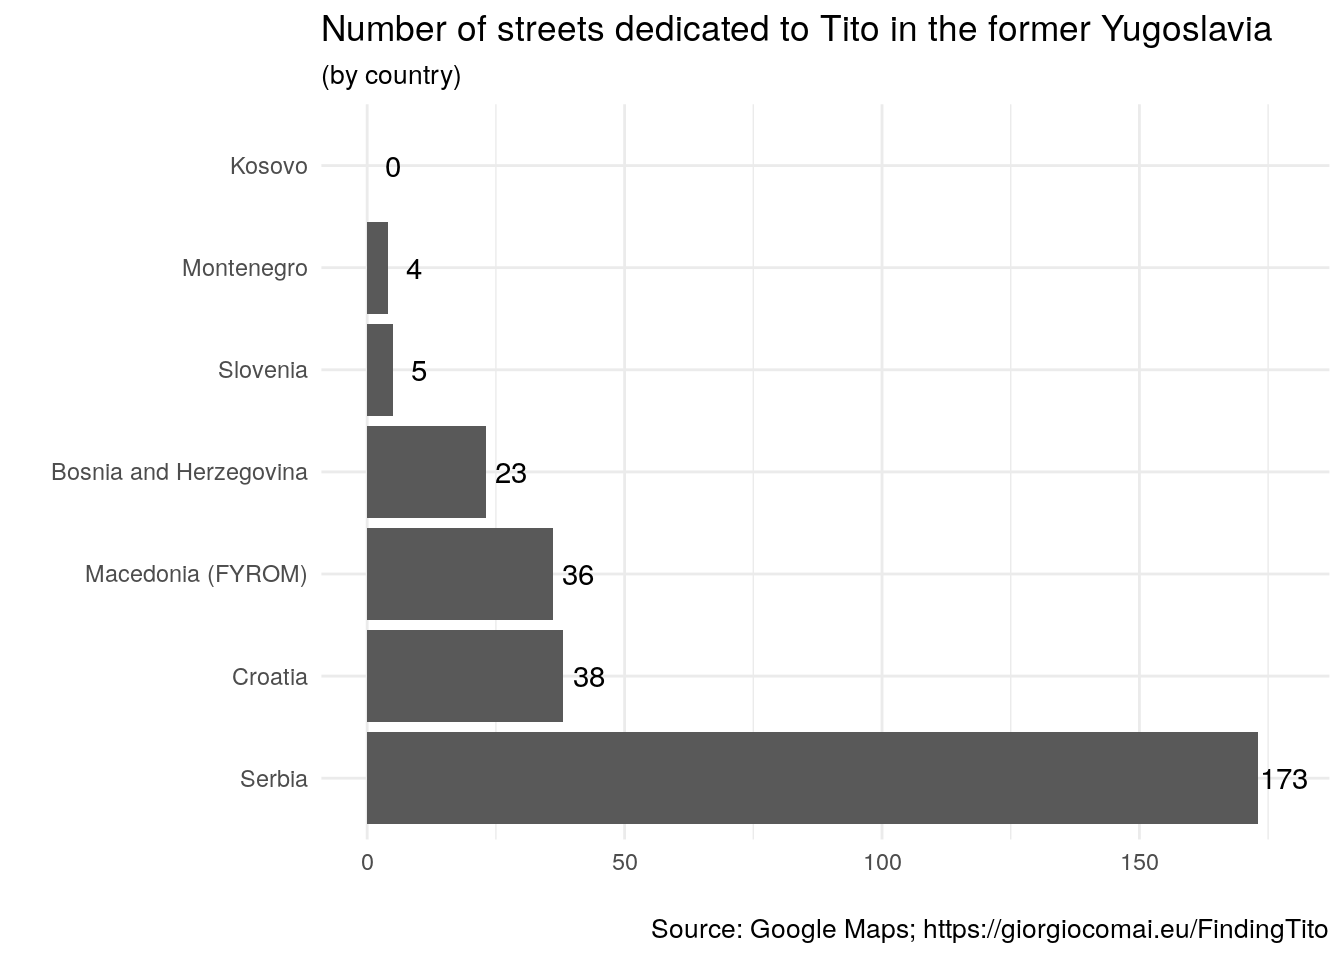 Number of streets dedicated to Tito in the former Yugoslavia
(by country)
Kosovo 0
Montenegro 4
Slovenia 5
Bosnia and Herzegovina 23
Macedonia (FYROM) 36
Croatia 38
Serbia 173
0 50 100 150
Source: Google Maps; https://giorgiocomai.eu/FindingTito